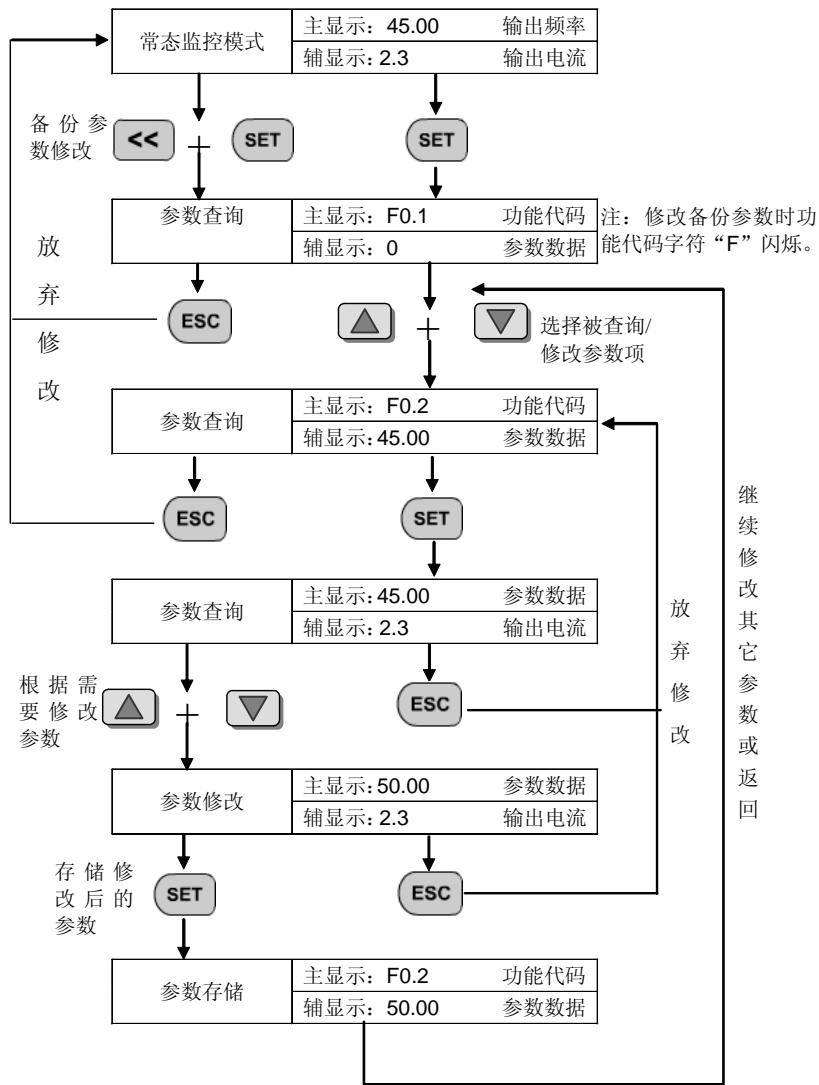 常态监控模式
主显示：45.00 输出频率
辅显示：2.3 输出电流
备份参
数修改
<<
SET
SET
参数查询
主显示：F0.1 功能代码
辅显示：0 参数数据
注：修改备份参数时功
能代码字符“F”闪烁。
放弃修改
ESC
选择被查询/
修改参数项
参数查询
主显示：F0.2 功能代码
辅显示：45.00 参数数据
ESC
SET
参数查询
主显示：45.00 参数数据
辅显示：2.3 输出电流
根据需
要修改
参数
ESC
放弃修改
继续修改其它参数或返回
参数修改
主显示：50.00 参数数据
辅显示：2.3 输出电流
存储修
改后的
参数
SET
ESC
参数存储
主显示：F0.2 功能代码
辅显示：50.00 参数数据